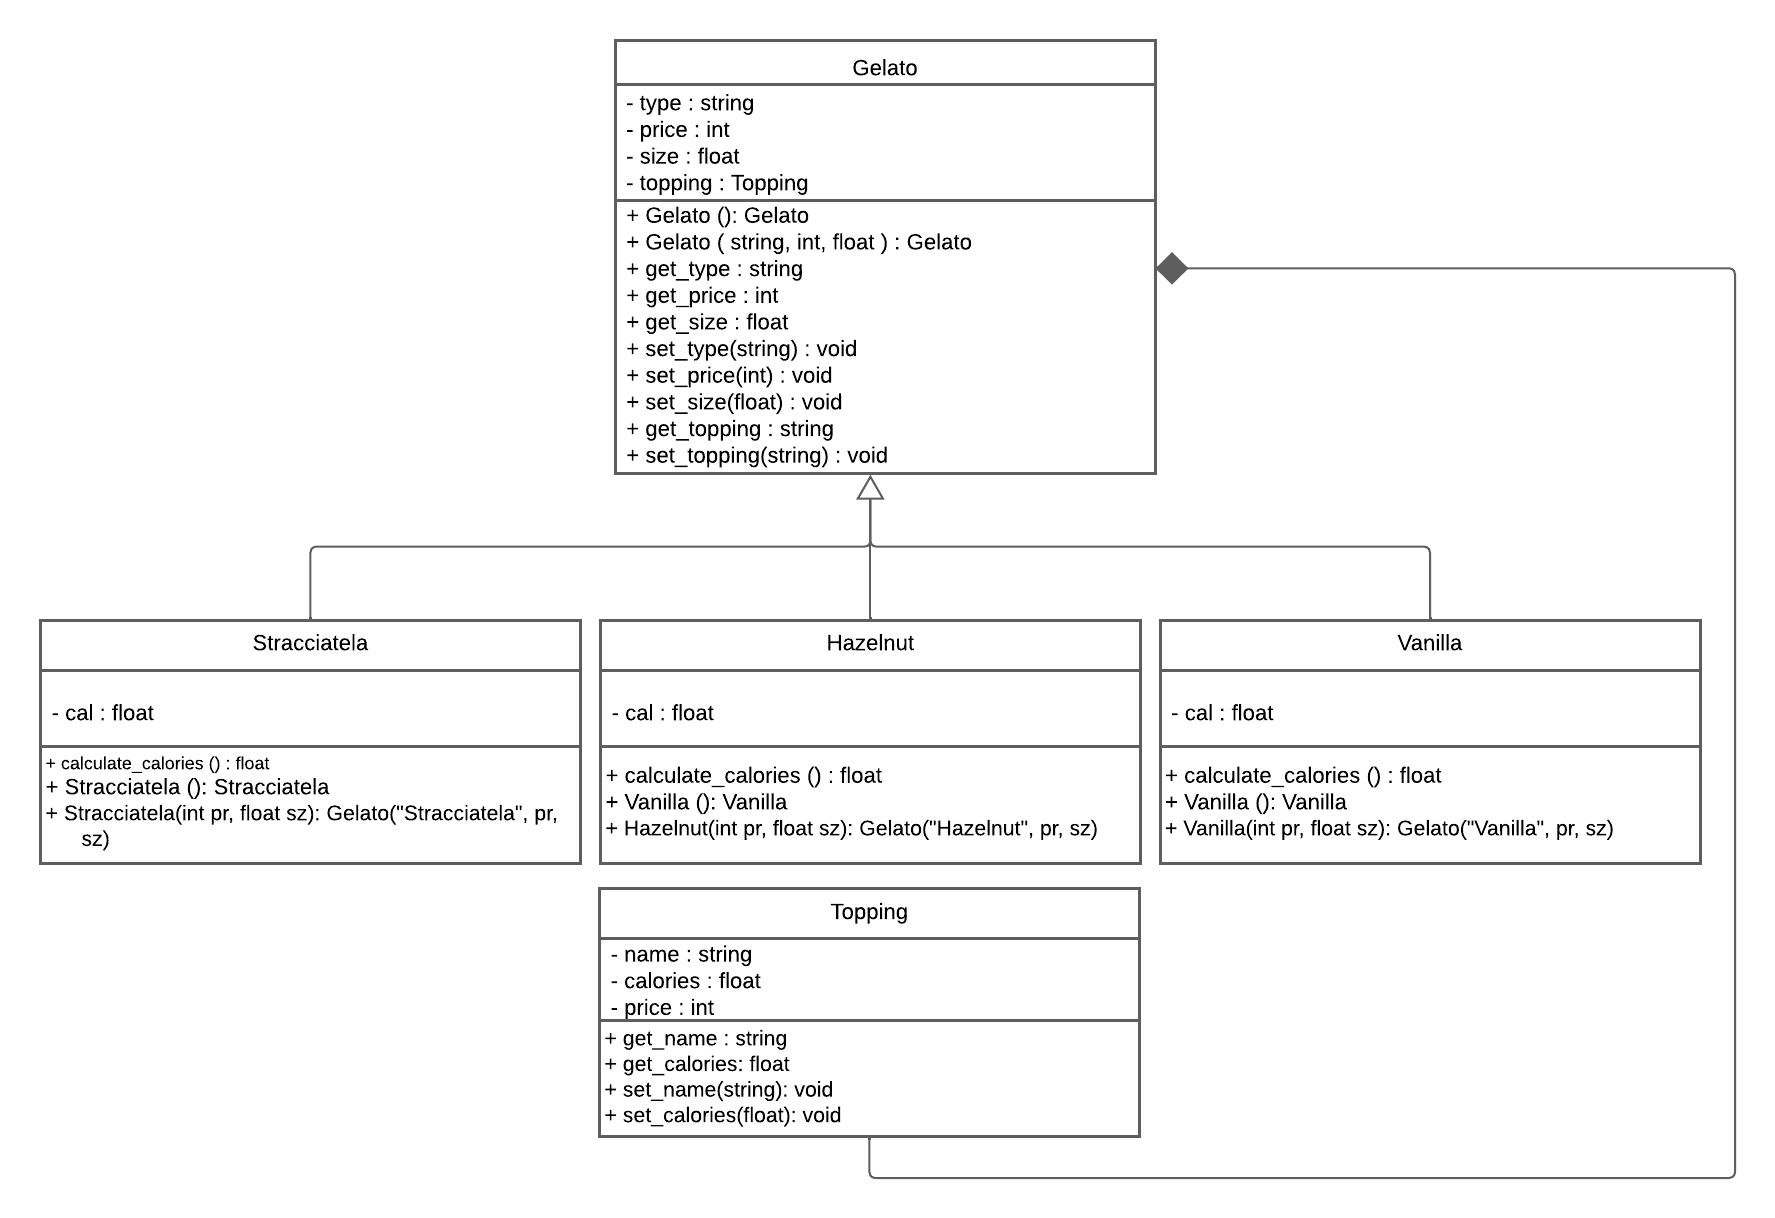 Gelato
- type : string
- price : int
- size : float
- topping : Topping
+ Gelato (): Gelato
+ Gelato ( string, int, float ) : Gelato
+ get_type : string
+ get_price : int
+ get_size : float
+ set_type(string) : void
+ set_price(int) : void
+ set_size(float) : void
+ get_topping : string
+ set_topping(string) : void
Stracciatela
- cal : float
+ calculate_calories () : float
+ Stracciatela (): Stracciatela
+ Stracciatela(int pr, float sz): Gelato("Stracciatela", pr,
sz)
Hazelnut
- cal : float
+ calculate_calories () : float
+ Vanilla (): Vanilla
+ Hazelnut(int pr, float sz): Gelato("Hazelnut", pr, sz)
Vanilla
- cal : float
+ calculate_calories () : float
+ Vanilla (): Vanilla
+ Vanilla(int pr, float sz): Gelato("Vanilla", pr, sz)
Topping
- name : string
- calories : float
- price : int
+ get_name : string
+ get_calories: float
+ set_name(string): void
+ set_calories(float): void